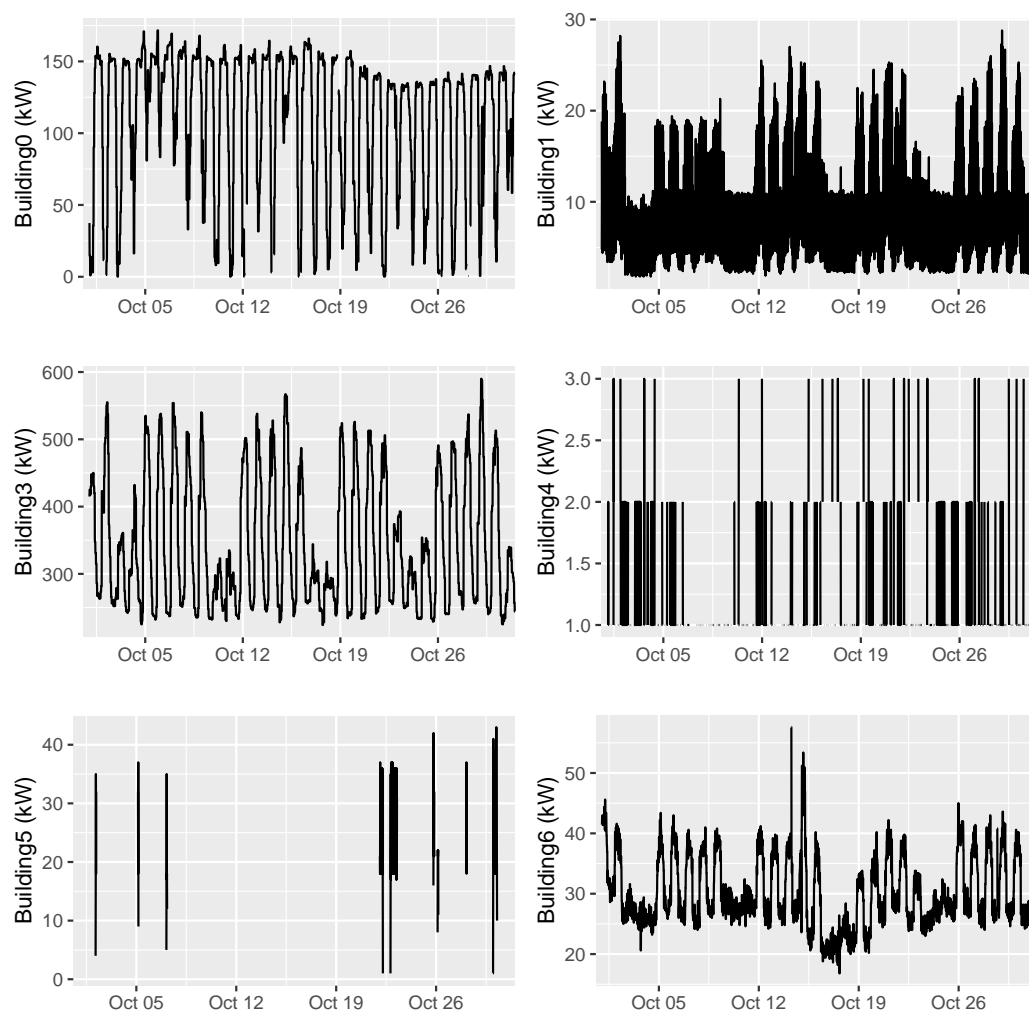 Building0 (kW)
150
100
50
0
Oct 05 Oct 12 Oct 19 Oct 26
Building1 (kW)
30
20
10
Oct 05 Oct 12 Oct 19 Oct 26
Building3 (kW)
600
500
400
300
Oct 05 Oct 12 Oct 19 Oct 26
Building4 (kW)
3.0
2.5
2.0
1.5
1.0
Oct 05 Oct 12 Oct 19 Oct 26
Building5 (kW)
40
30
20
10
0
Oct 05 Oct 12 Oct 19 Oct 26
Building6 (kW)
50
40
30
20
Oct 05 Oct 12 Oct 19 Oct 26